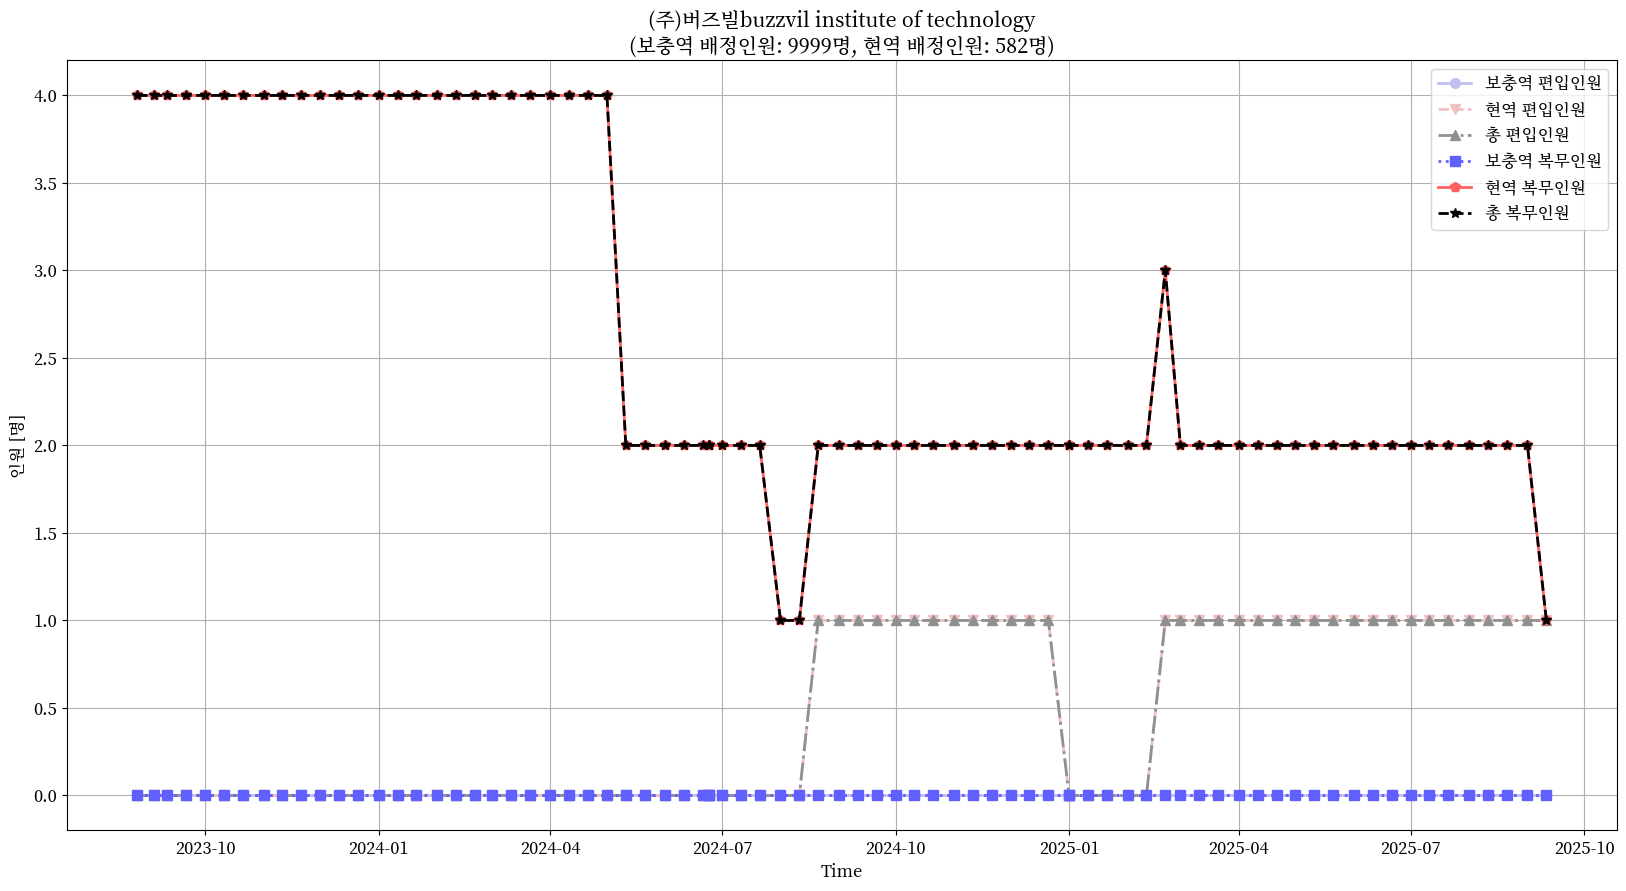 (주)버즈빌buzzvil institute of technology
(보충역 배정인원: 9999명, 현역 배정인원: 582명)
보충역 편입인원
현역 편입인원
총 편입인원
보충역 복무인원
현역 복무인원
총 복무인원
인원 [명]
4.0
3.5
3.0
2.5
2.0
1.5
1.0
0.5
0.0
2023-10
2024-01
2024-04
2024-07
2024-10
2025-01
2025-04
2025-07
2025-10
Time